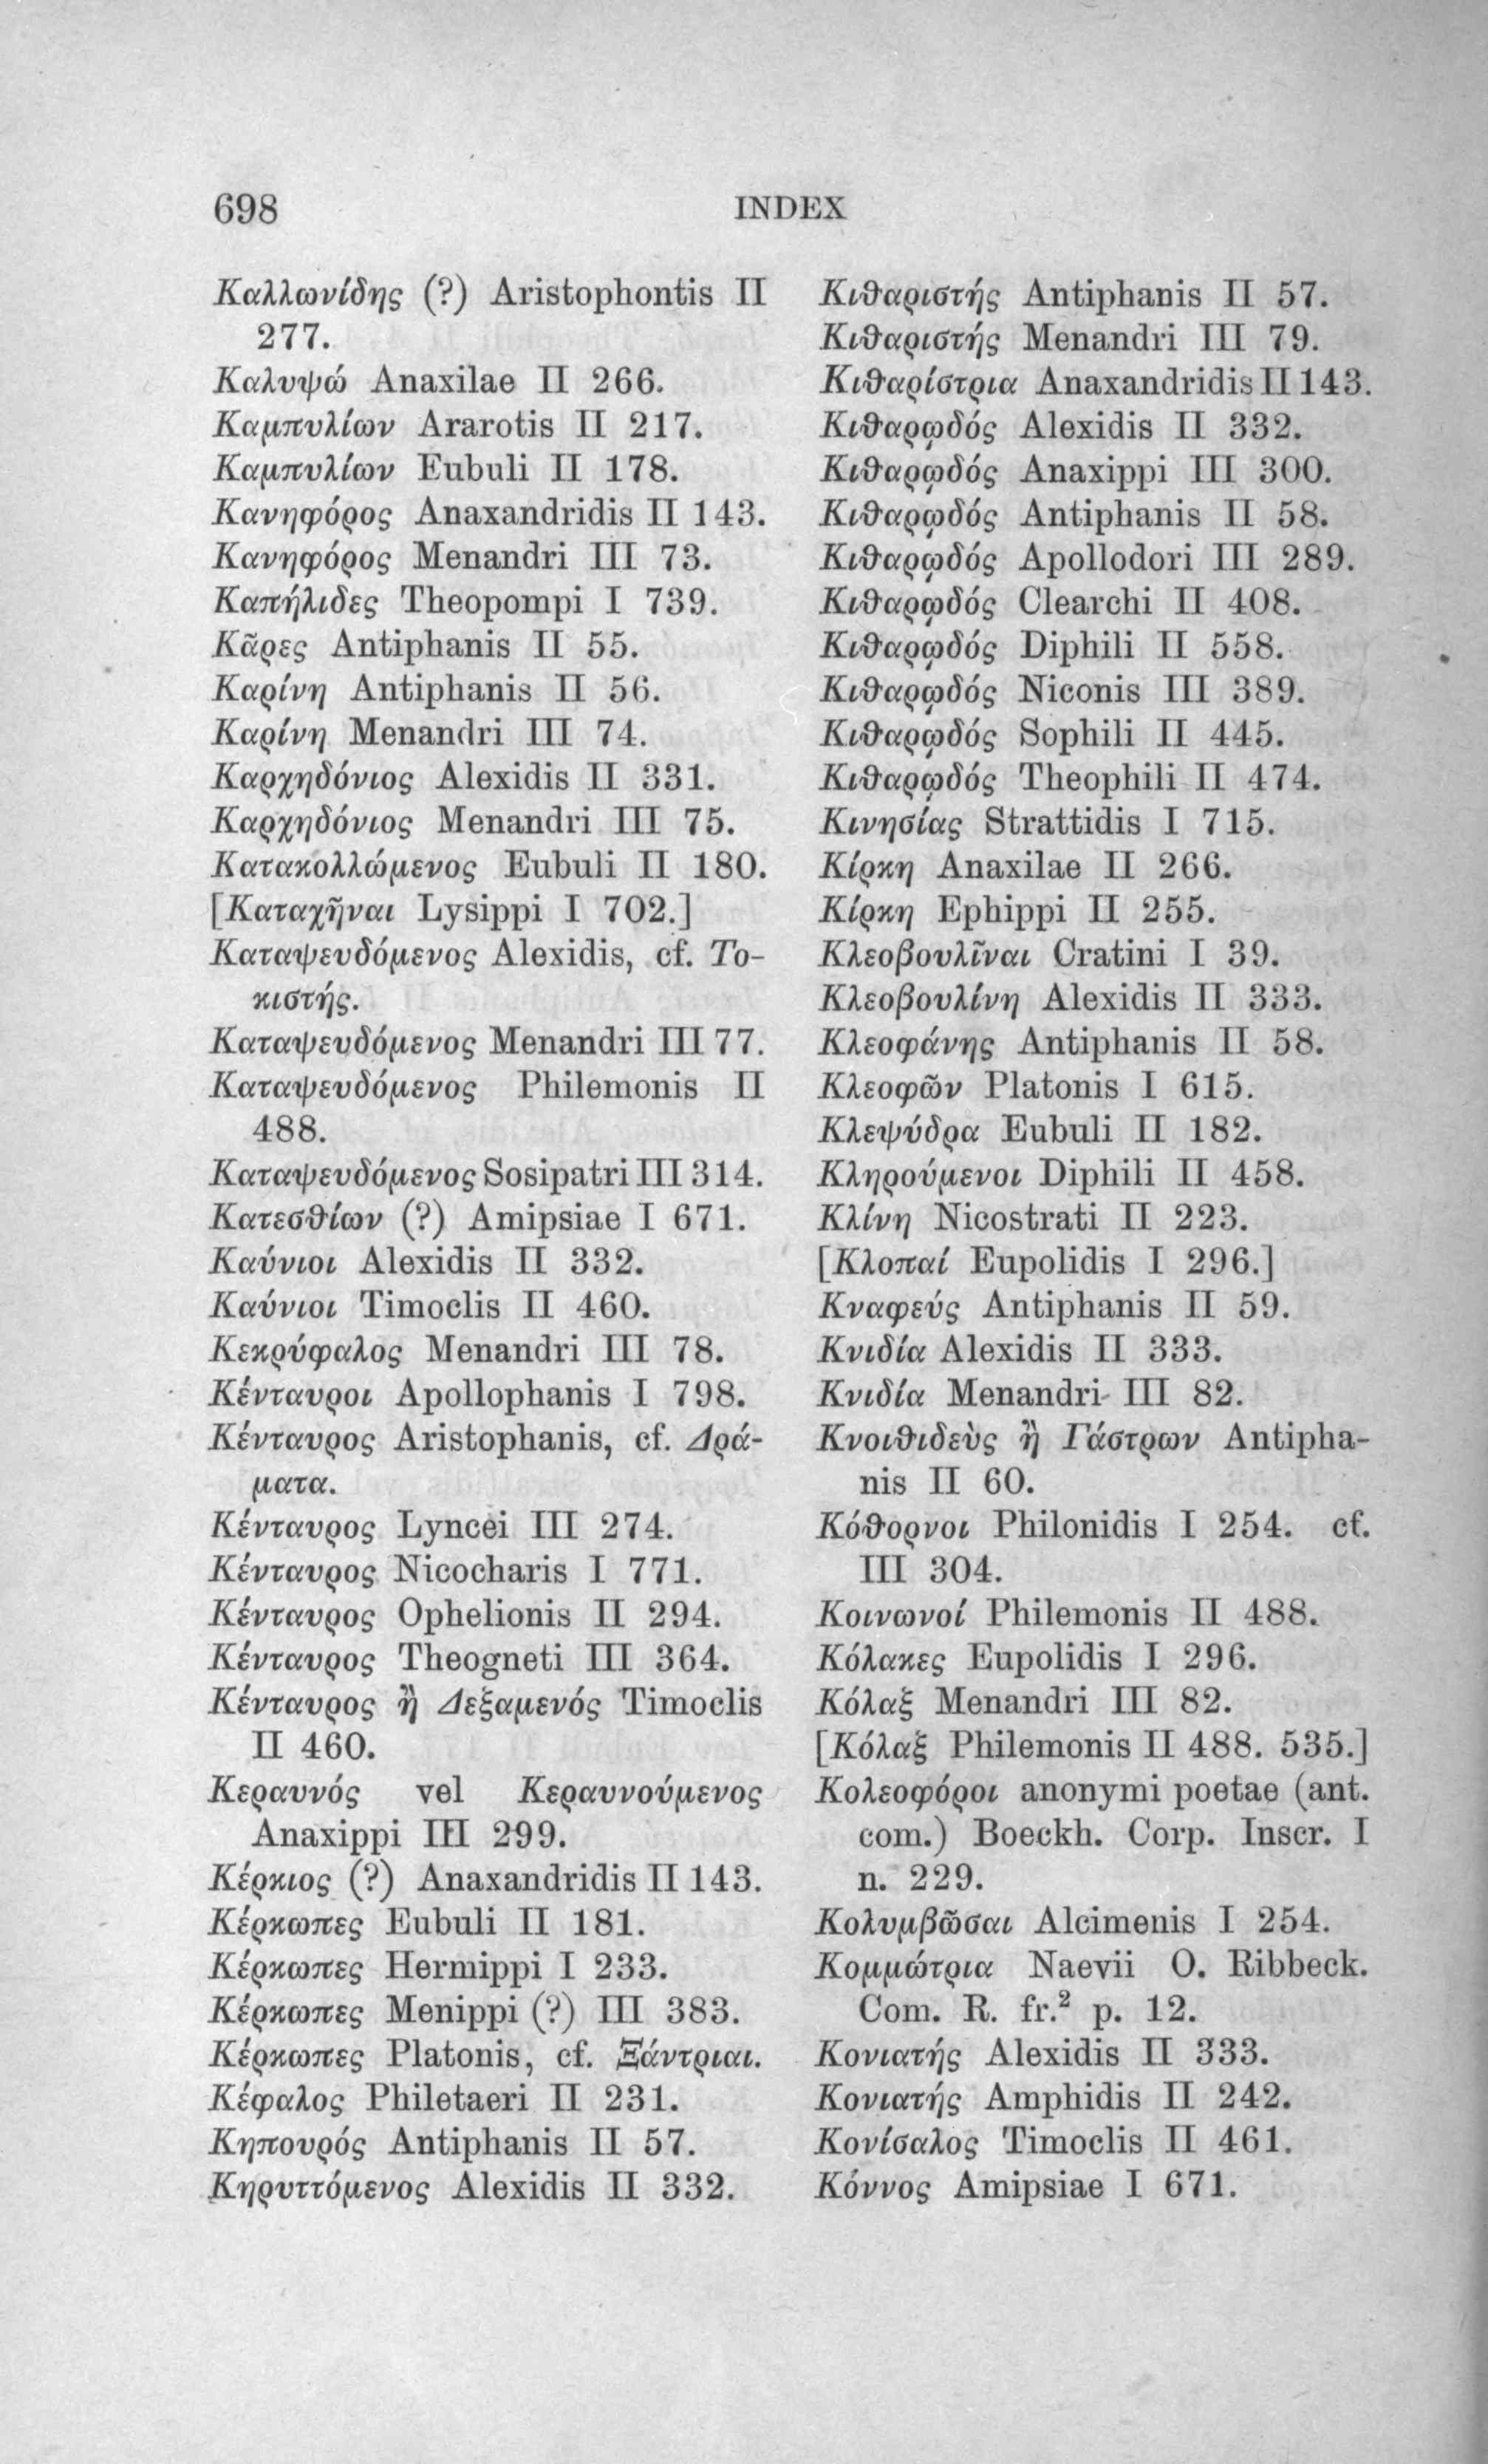 698
INDEX
Καλλωνίδης (?) Aristophontis II
277.
Καλυψώ Anaxilae II 266.
Καμπυλίων Ararotis II 217.
Καμπυλίων Eubuli II 178.
Κανηφόρος Anaxandridis II 143.
Κανηφόρος Menandri III 73.
Καπήλιδες Theopompi I 739.
Κᾶρες Antiphanis II 55.
Καρίνη Antiphanis II 56.
Καρίνη Menandri III 74.
Καρχηδόνιος Alexidis II 331.
Καρχηδόνιος Menandri III 75.
Κατακολλώμενος Eubuli II 180.
[Καταχῆναι Lysippi I 702.]
Καταψευδόμενος Alexidis, cf. Το-
κιστής.
Καταψευδόμενος Menandri III 77.
Καταψευδόμενος Philemonis II
488.
Καταψευδόμενος Sosipatri III 314.
Κατεσθίων (?) Amipsiae I 671.
Καύνιοι Alexidis II 332.
Καύνιοι Timoclis II 460.
Κεκρύφαλος Menandri III 78.
Κένταυροι Apollophanis I 798.
Κένταυρος Aristophanis, cf. Δρά-
ματα.
Κένταυρος Lyncei III 274.
Κένταυρος Nicocharis I 771.
Κένταυρος Ophelionis II 294.
Κένταυρος Theogneti III 364.
Κένταυρος ἢ Δεξαμενός Timoclis
II 460.
Κεραυνός vel Κεραυνούμενος
Anaxippi III 299.
Κέρκιος (?) Anaxandridis II 143.
Κέρκωπες Eubuli II 181.
Κέρκωπες Hermippi I 233.
Κέρκωπες Menippi (?) III 383.
Κέρκωπες Platonis, cf. Ξάντριαι.
Κέφαλος Philetaeri II 231.
Κηπουρός Antiphanis II 57.
Κηρυττόμενος Alexidis II 332.
Κιθαριστής Antiphanis II 57.
Κιθαριστής Menandri III 79.
Κιθαρίστρια Anaxandridis II 143.
Κιθαρῳδός Alexidis II 332.
Κιθαρῳδός Anaxippi III 300.
Κιθαρῳδός Antiphanis II 58.
Κιθαρῳδός Apollodori III 289.
Κιθαρῳδός Clearchi II 408.
Κιθαρῳδός Diphili II 558.
Κιθαρῳδός Niconis III 389.
Κιθαρῳδός Sophili II 445.
Κιθαρῳδός Theophili II 474.
Κινησίας Strattidis I 715.
Κίρκη Anaxilae II 266.
Κίρκη Ephippi II 255.
Κλεοβουλῖναι Cratini I 39.
Κλεοβουλίνη Alexidis II 333.
Κλεοφάνης Antiphanis II 58.
Κλεοφῶν Platonis I 615.
Κλεψύδρα Eubuli II 182.
Κληρούμενοι Diphili II 458.
Κλίνη Nicostrati II 223.
[Κλοπαί Eupolidis I 296.]
Κναφεύς Antiphanis II 59.
Κνιδία Alexidis II 333.
Κνιδία Menandri III 82.
Κνοιθιδεὺς ἢ Γάστρων Antipha-
nis II 60.
Κόθορνοι Philonidis I 254. cf.
III 304.
Κοινωνοί Philemonis II 488.
Κόλακες Eupolidis I 296.
Κόλαξ Menandri III 82.
[Κόλαξ Philemonis II 488. 535.]
Κολεοφόροι anonymi poetae (ant.
com.) Boeckh. Corp. Inscr. I
n. 229.
Κολυμβῶσαι Alcimenis I 254.
Κομμώτρια Naevii O. Ribbeck.
Com. R. fr.² p. 12.
Κονιατής Alexidis II 333.
Κονιατής Amphidis II 242.
Κονίσαλος Timoclis II 461.
Κόννος Amipsiae I 671.